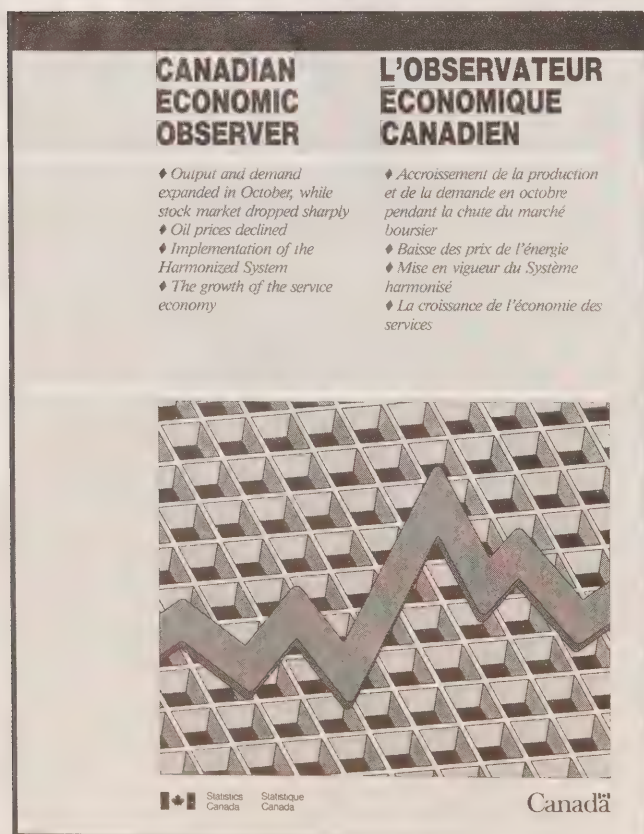 CANADIAN
ECONOMIC
OBSERVER
♦ Output and demand
expanded in October, while
stock market dropped sharply
♦ Oil prices declined
♦ Implementation of the
Harmonized System
♦ The growth of the service
economy
L'OBSERVATEUR
ÉCONOMIQUE
CANADIEN
♦ Accroissement de la production
et de la demande en octobre
pendant la chute du marché
boursier
♦ Baisse des prix de l'énergie
♦ Mise en vigueur du Système
harmonisé
♦ La croissance de l'économie des
services
Statistics
Canada
Statistique
Canada
Canada